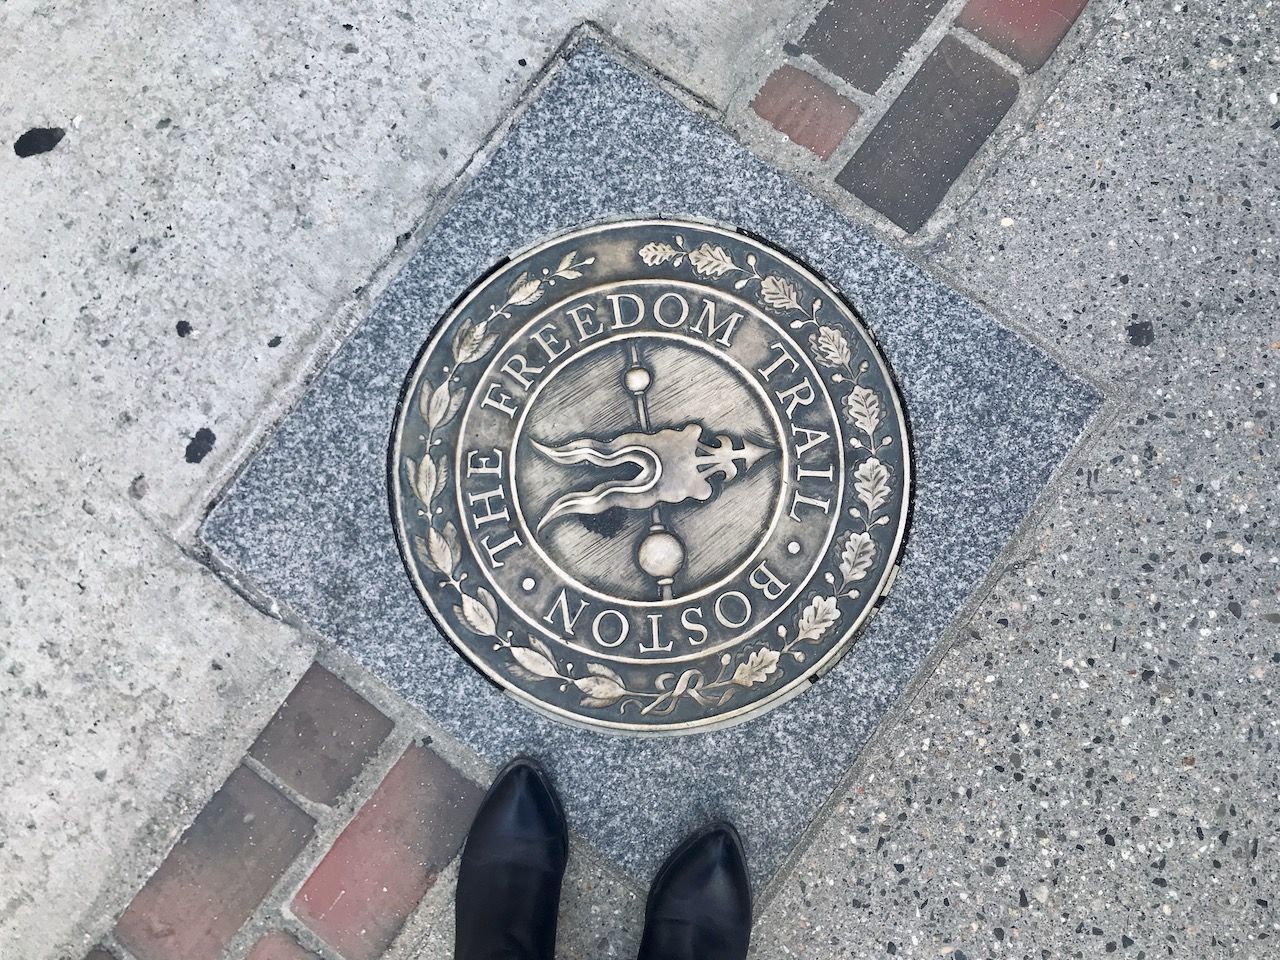 THE FREEDOM TRAIL • BOSTON •